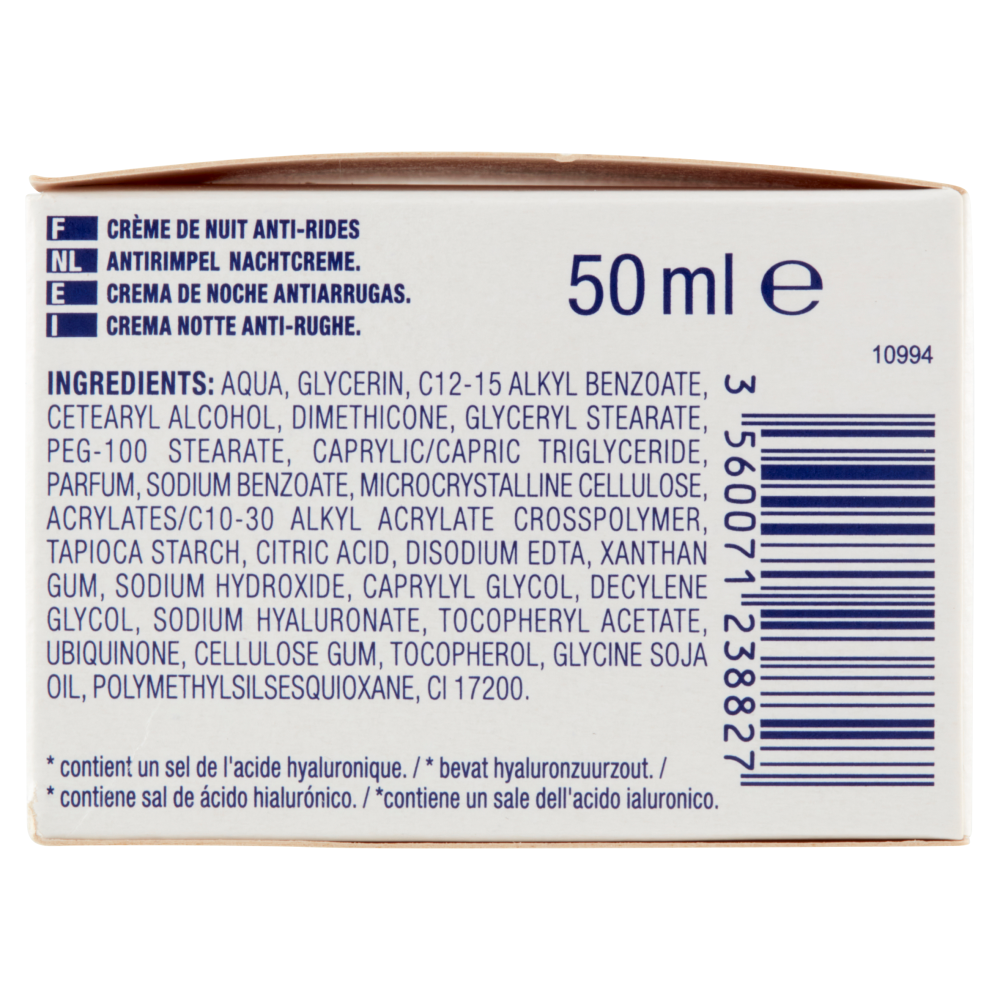 F CRÈME DE NUIT ANTI-RIDES
NL ANTIRIMPEL NACHTCREME.
E CREMA DE NOCHE ANTIARRUGAS.
I CREMA NOTTE ANTI-RUGHE.
50 ml e
10994
INGREDIENTS: AQUA, GLYCERIN, C12-15 ALKYL BENZOATE,
CETEARYL ALCOHOL, DIMETHICONE, GLYCERYL STEARATE,
PEG-100 STEARATE, CAPRYLIC/CAPRIC TRIGLYCERIDE,
PARFUM, SODIUM BENZOATE, MICROCRYSTALLINE CELLULOSE,
ACRYLATES/C10-30 ALKYL ACRYLATE CROSSPOLYMER,
TAPIOCA STARCH, CITRIC ACID, DISODIUM EDTA, XANTHAN
GUM, SODIUM HYDROXIDE, CAPRYLYL GLYCOL, DECYLENE
GLYCOL, SODIUM HYALURONATE, TOCOPHERYL ACETATE,
UBIQUINONE, CELLULOSE GUM, TOCOPHEROL, GLYCINE SOJA
OIL, POLYMETHYLSILSESQUIOXANE, CI 17200.
* contient un sel de l'acide hyaluronique. / * bevat hyaluronzuurzout. /
* contiene sal de ácido hialurónico. / *contiene un sale dell'acido ialuronico.
3 560071 238827